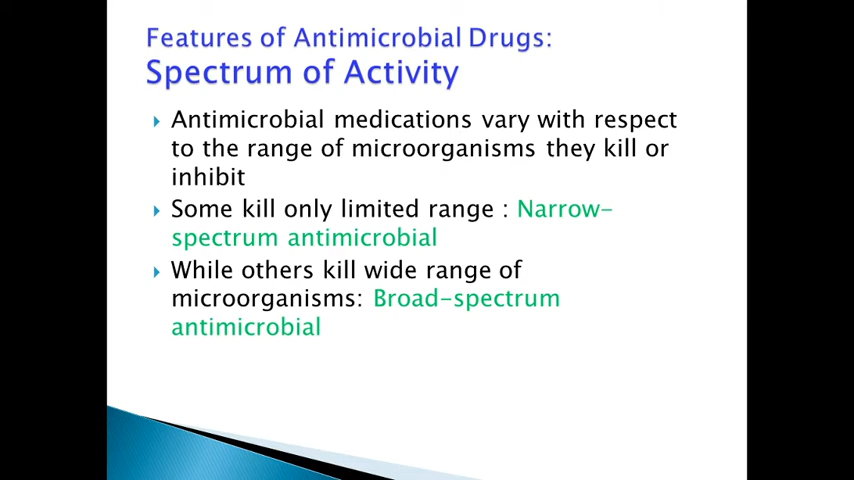 Features of Antimicrobial Drugs:
Spectrum of Activity
Antimicrobial medications vary with respect
to the range of microorganisms they kill or
inhibit
Some kill only limited range : Narrow-
spectrum antimicrobial
While others kill wide range of
microorganisms: Broad-spectrum
antimicrobial